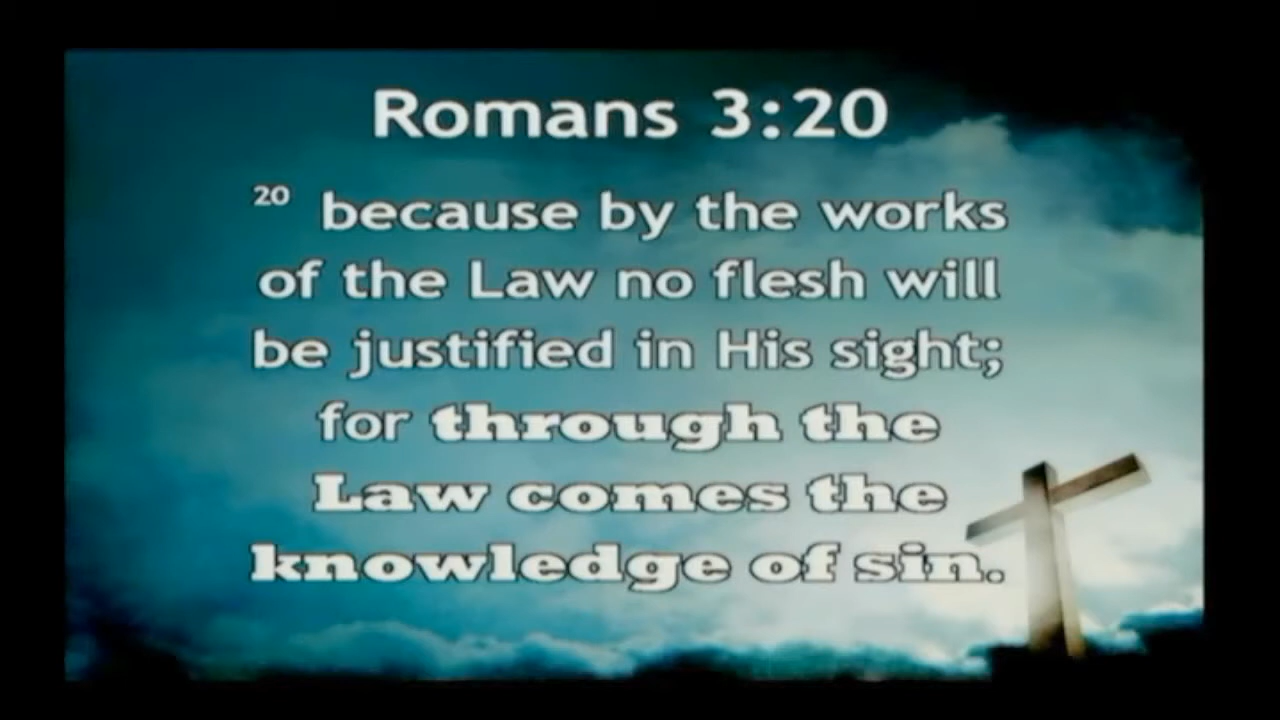 Romans 3:20
20 because by the works
of the Law no flesh will
be justified in His sight;
for through the
Law comes the
knowledge of sin.